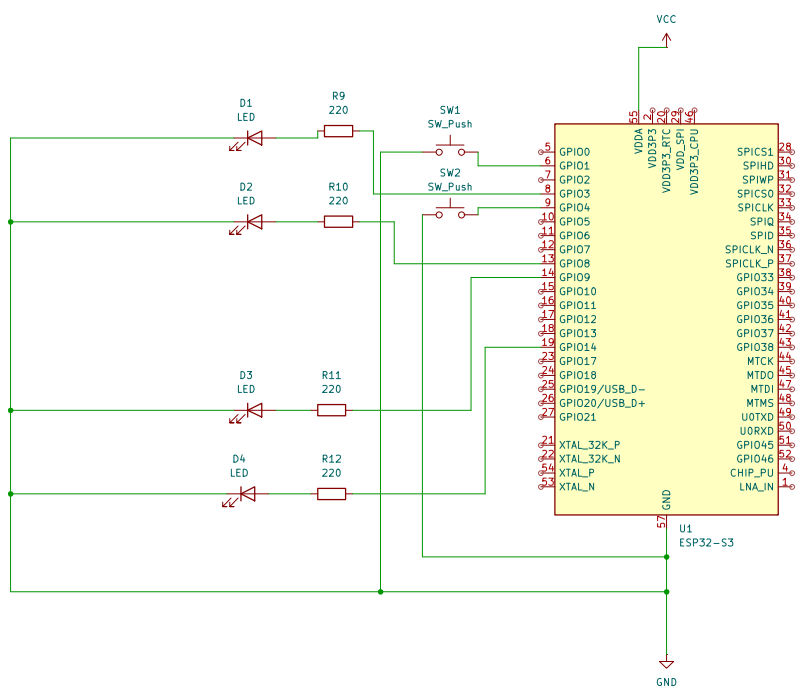 VCC
D1
LED
R9
220
SW1
SW_Push
D2
LED
R10
220
SW2
SW_Push
D3
LED
R11
220
D4
LED
R12
220
55 VDDA
2 VDD3P3
20 VDD3P3_RTC
29 VDD_SPI
46 VDD3P3_CPU
5 GPIO0
6 GPIO1
7 GPIO2
8 GPIO3
9 GPIO4
10 GPIO5
11 GPIO6
12 GPIO7
13 GPIO8
14 GPIO9
15 GPIO10
16 GPIO11
17 GPIO12
18 GPIO13
19 GPIO14
23 GPIO17
24 GPIO18
25 GPIO19/USB_D-
26 GPIO20/USB_D+
27 GPIO21
21 XTAL_32K_P
22 XTAL_32K_N
54 XTAL_P
53 XTAL_N
SPICS1 28
SPIHD 30
SPIWP 31
SPICS0 32
SPICLK 33
SPIQ 34
SPID 35
SPICLK_N 36
SPICLK_P 37
GPIO33 38
GPIO34 39
GPIO35 40
GPIO36 41
GPIO37 42
GPIO38 43
MTCK 44
MTDO 45
MTDI 47
MTMS 48
U0TXD 49
U0RXD 50
GPIO45 51
GPIO46 52
CHIP_PU 4
LNA_IN 1
GND 57
U1
ESP32-S3
GND